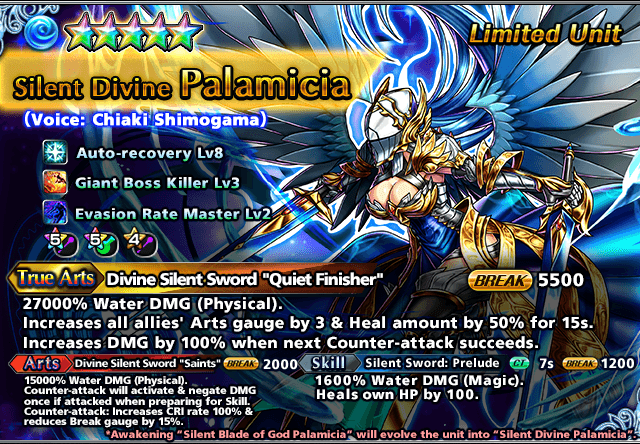 Limited Unit
Silent Divine Palamicia
(Voice: Chiaki Shimogama)
Auto-recovery Lv8
Giant Boss Killer Lv3
Evasion Rate Master Lv2
5 5 4
True Arts Divine Silent Sword "Quiet Finisher" BREAK 5500
27000% Water DMG (Physical).
Increases all allies' Arts gauge by 3 & Heal amount by 50% for 15s.
Increases DMG by 100% when next Counter-attack succeeds.
Arts Divine Silent Sword "Saints" BREAK 2000
15000% Water DMG (Physical).
Counter-attack will activate & negate DMG
once if attacked when preparing for Skill.
Counter-attack: Increases CRI rate 100% &
reduces Break gauge by 15%.
Skill Silent Sword: Prelude CT 7s BREAK 1200
1600% Water DMG (Magic).
Heals own HP by 100.
*Awakening "Silent Blade of God Palamicia" will evolve the unit into "Silent Divine Palamicia".